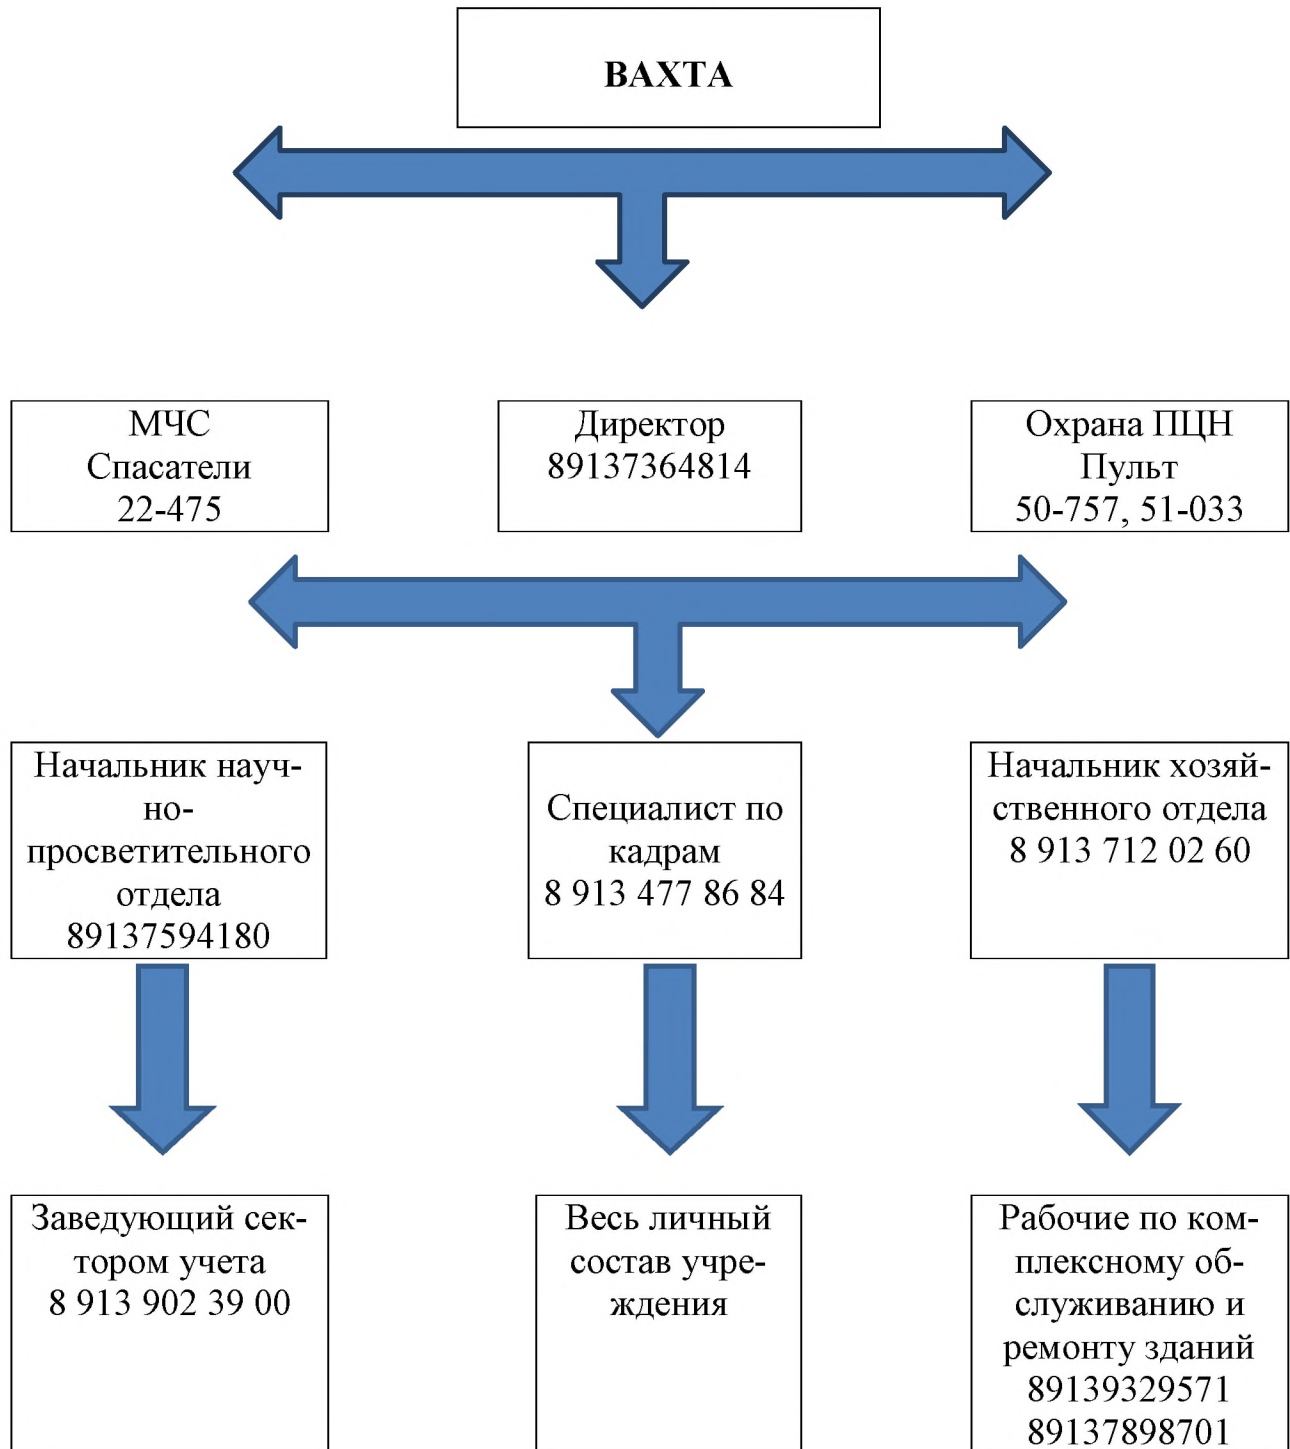 ВАХТА
МЧС
Спасатели
22-475
Директор
89137364814
Охрана ПЦН
Пульт
50-757, 51-033
Начальник науч-
но-
просветительного
отдела
89137594180
Специалист по
кадрам
8 913 477 86 84
Начальник хозяй-
ственного отдела
8 913 712 02 60
Заведующий сек-
тором учета
8 913 902 39 00
Весь личный
состав учре-
ждения
Рабочие по ком-
плексному об-
служиванию и
ремонту зданий
89139329571
89137898701